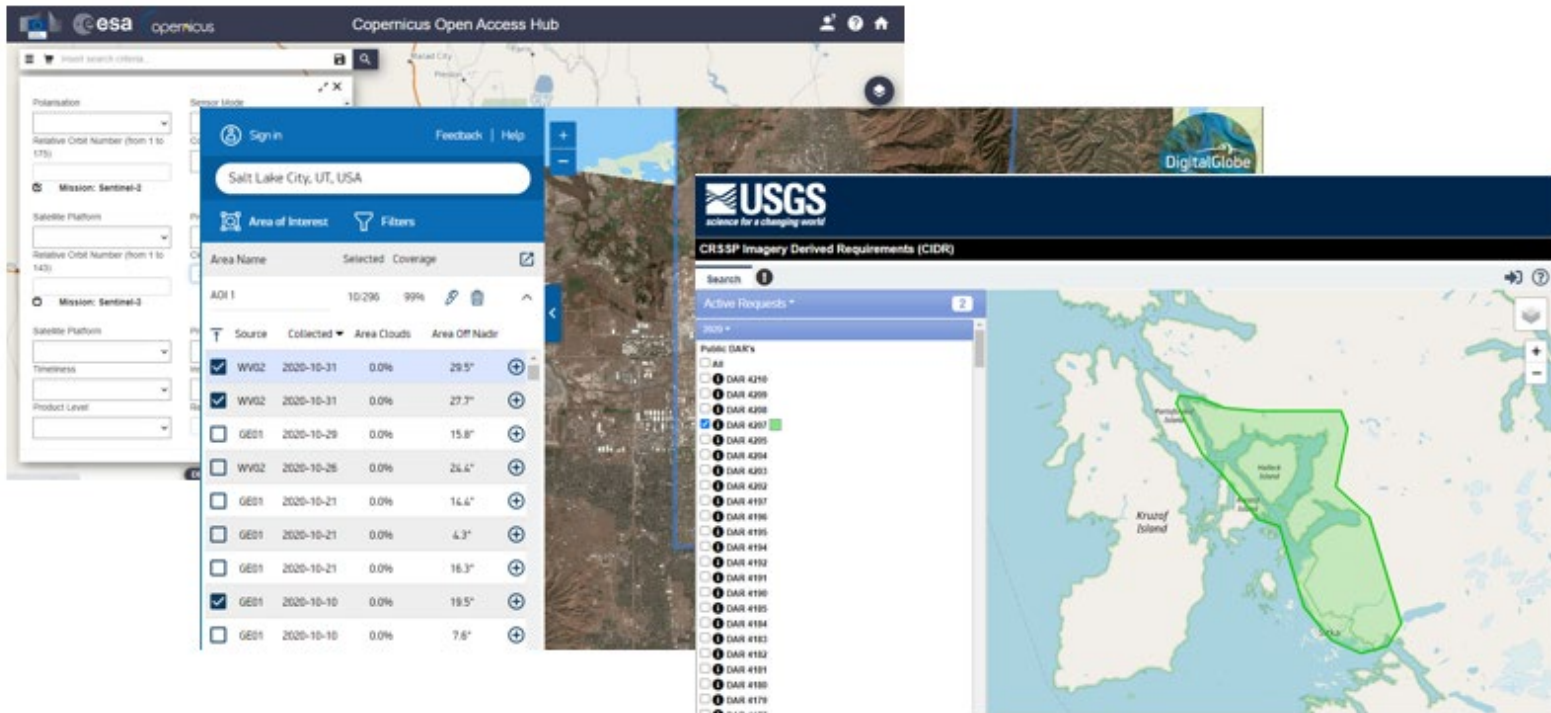 esa
opernicus
Copernicus Open Access Hub
Insert search criteria...
Polarisation
Sensor Mode
Relative Orbit Number (from 1 to
175)
Mission: Sentinel-2
Satellite Platform
Relative Orbit Number (from 1 to
143)
Mission: Sentinel-3
Satellite Platform
Timeliness
Product Level
Sign in
Feedback | Help
Salt Lake City, UT, USA
Area of Interest
Filters
Area Name Selected Coverage
AOI 1 10/296 99%
Source Collected Area Clouds Area Off Nadir
WV02 2020-10-31 0.0% 29.5°
WV02 2020-10-31 0.0% 27.7°
GE01 2020-10-29 0.0% 15.8°
WV02 2020-10-26 0.0% 24.4°
GE01 2020-10-21 0.0% 14.4°
GE01 2020-10-21 0.0% 4.3°
GE01 2020-10-21 0.0% 16.3°
GE01 2020-10-10 0.0% 19.5°
GE01 2020-10-10 0.0% 7.6°
DigitalGlobe
USGS
science for a changing world
CRSSP Imagery Derived Requirements (CIDR)
Search
Active Requests
2
2020
Public DAR's
All
DAR 4210
DAR 4209
DAR 4208
DAR 4207
DAR 4205
DAR 4204
DAR 4203
DAR 4202
DAR 4197
DAR 4196
DAR 4195
DAR 4194
DAR 4192
DAR 4191
DAR 4190
DAR 4185
DAR 4184
DAR 4183
DAR 4182
DAR 4181
DAR 4180
DAR 4179
Kruzof
Island
Halleck
Island
Sitka